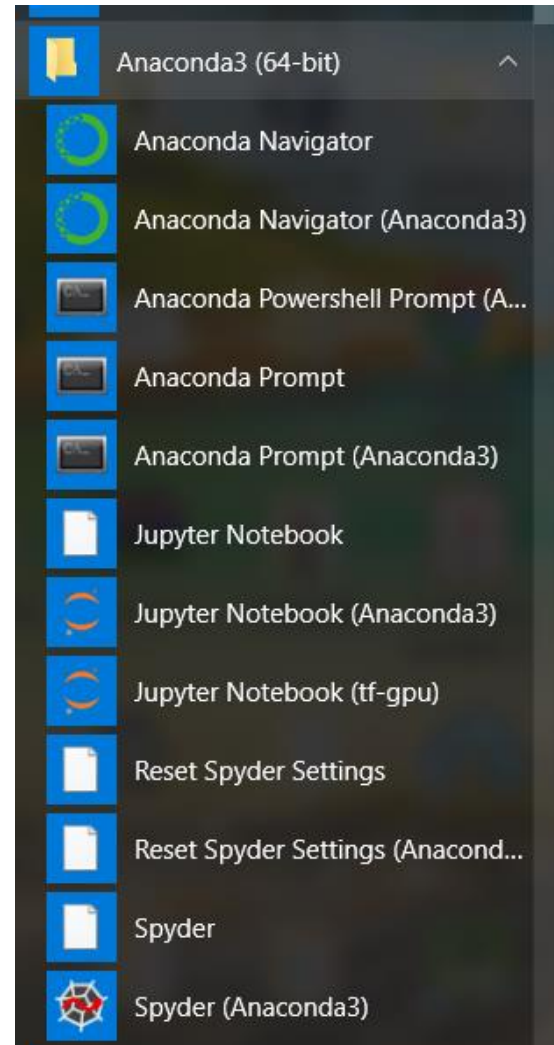 Anaconda3 (64-bit)
Anaconda Navigator
Anaconda Navigator (Anaconda3)
Anaconda Powershell Prompt (A...
Anaconda Prompt
Anaconda Prompt (Anaconda3)
Jupyter Notebook
Jupyter Notebook (Anaconda3)
Jupyter Notebook (tf-gpu)
Reset Spyder Settings
Reset Spyder Settings (Anacond...
Spyder
Spyder (Anaconda3)